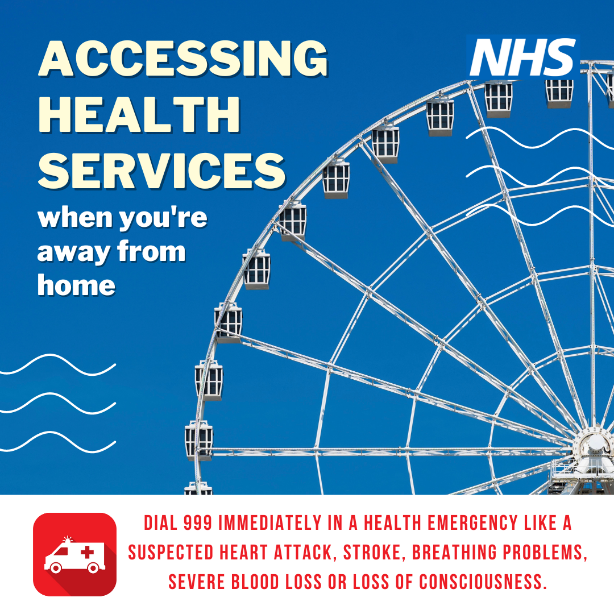 ACCESSING
HEALTH
SERVICES
when you're
away from
home
NHS
DIAL 999 IMMEDIATELY IN A HEALTH EMERGENCY LIKE A
SUSPECTED HEART ATTACK, STROKE, BREATHING PROBLEMS,
SEVERE BLOOD LOSS OR LOSS OF CONSCIOUSNESS.